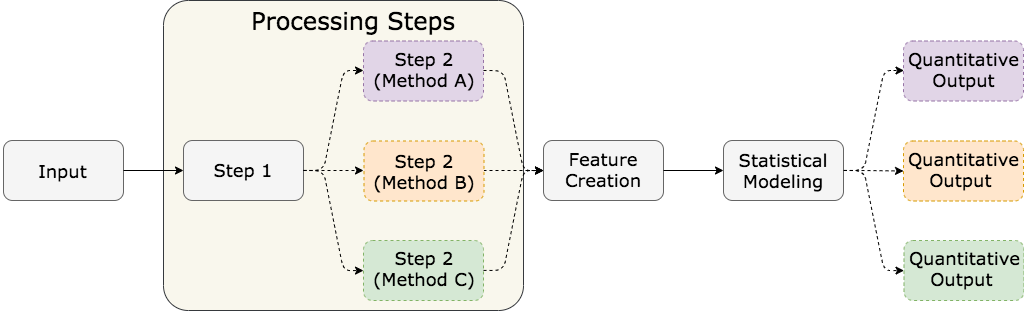 Processing Steps
Input
Step 1
Step 2
(Method A)
Step 2
(Method B)
Step 2
(Method C)
Feature
Creation
Statistical
Modeling
Quantitative
Output
Quantitative
Output
Quantitative
Output